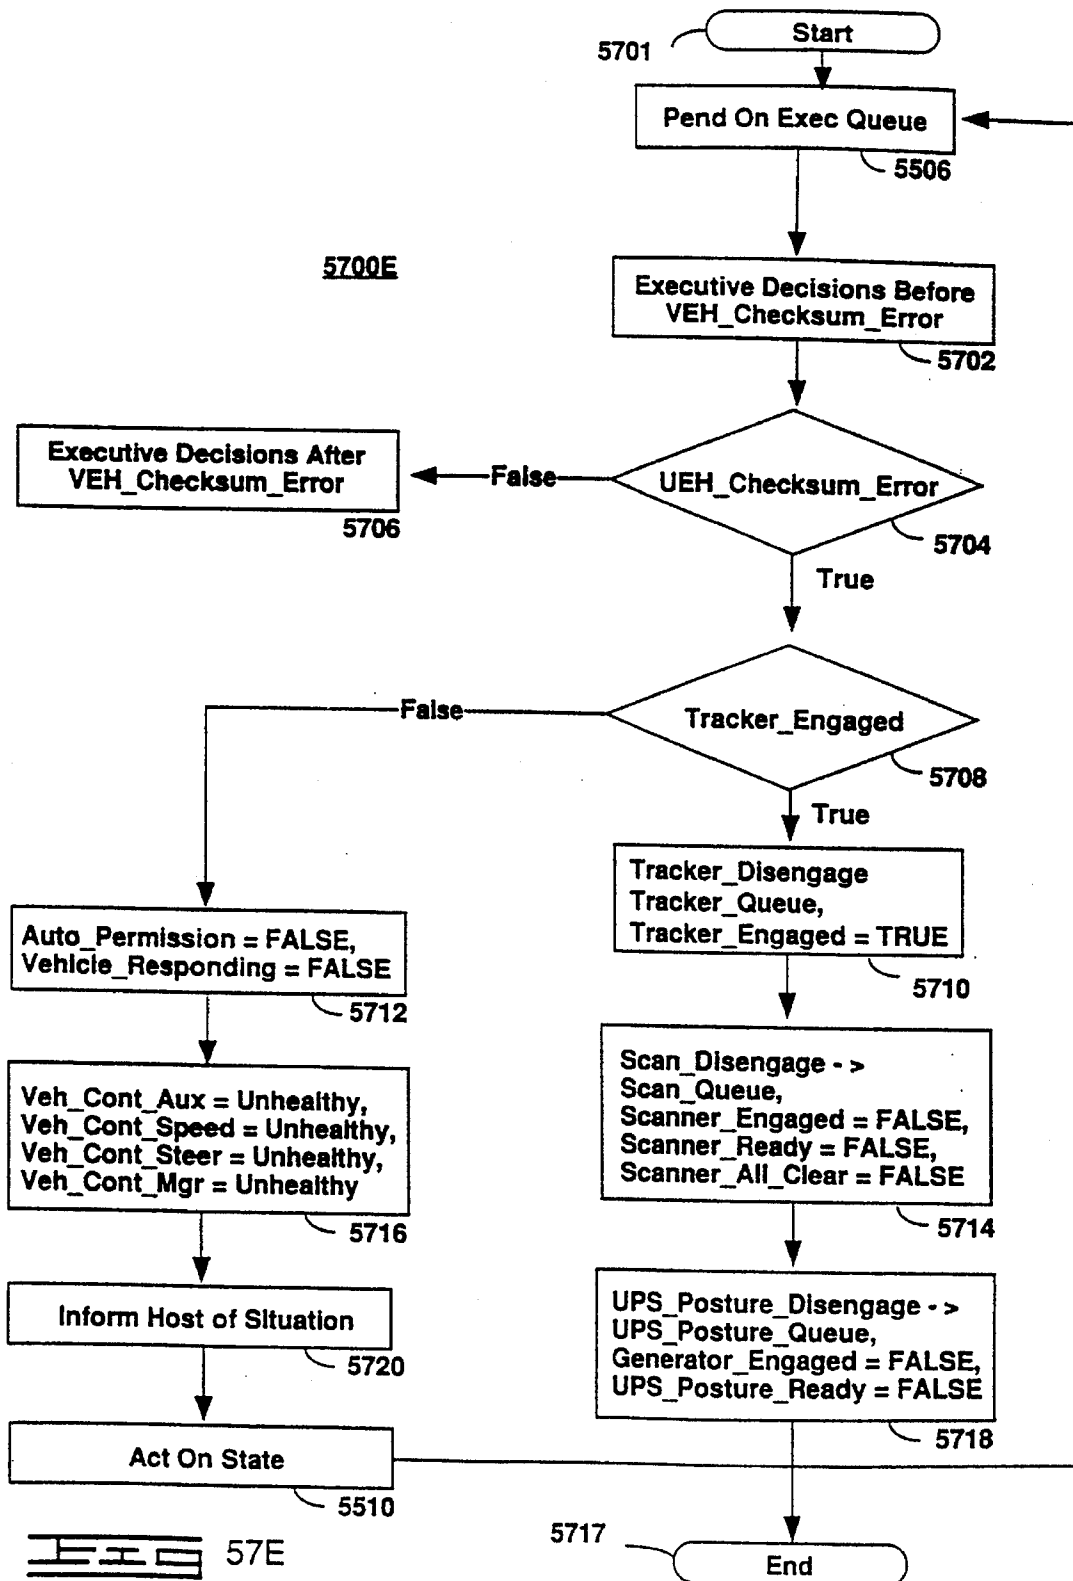 Start
5701
Pend On Exec Queue
5506
5700E
Executive Decisions Before
VEH_Checksum_Error
5702
Executive Decisions After
VEH_Checksum_Error
5706
False
UEH_Checksum_Error
5704
True
False
Tracker_Engaged
5708
True
Tracker_Disengage
Tracker_Queue,
Tracker_Engaged = TRUE
5710
Auto_Permission = FALSE,
Vehicle_Responding = FALSE
5712
Scan_Disengage - >
Scan_Queue,
Scanner_Engaged = FALSE,
Scanner_Ready = FALSE,
Scanner_All_Clear = FALSE
5714
Veh_Cont_Aux = Unhealthy,
Veh_Cont_Speed = Unhealthy,
Veh_Cont_Steer = Unhealthy,
Veh_Cont_Mgr = Unhealthy
5716
UPS_Posture_Disengage - >
UPS_Posture_Queue,
Generator_Engaged = FALSE,
UPS_Posture_Ready = FALSE
5718
Inform Host of Situation
5720
Act On State
5510
5717
End
FIG 57E